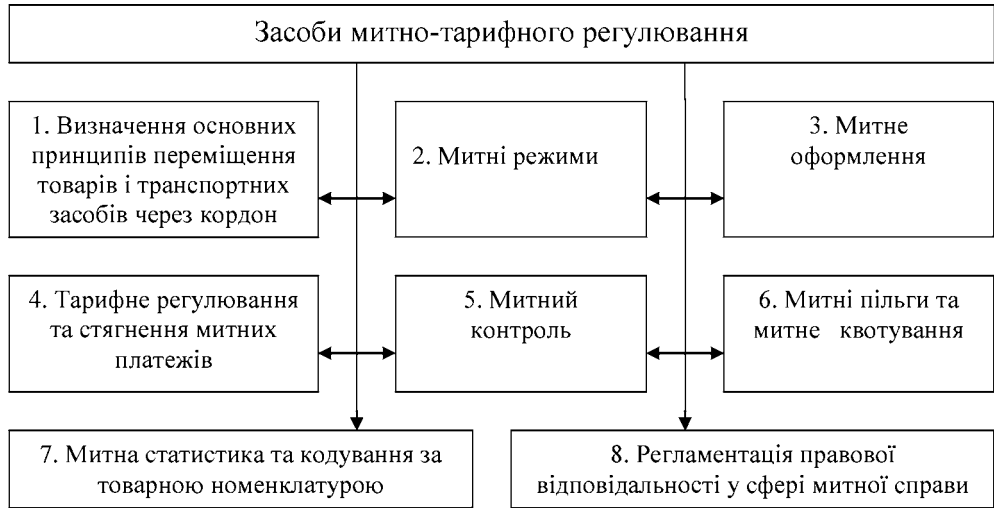 Засоби митно-тарифного регулювання
1. Визначення основних
принципів переміщення
товарів і транспортних
засобів через кордон
2. Митні режими
3. Митне
оформлення
4. Тарифне регулювання
та стягнення митних
платежів
5. Митний
контроль
6. Митні пільги та
митне квотування
7. Митна статистика та кодування за
товарною номенклатурою
8. Регламентація правової
відповідальності у сфері митної справи